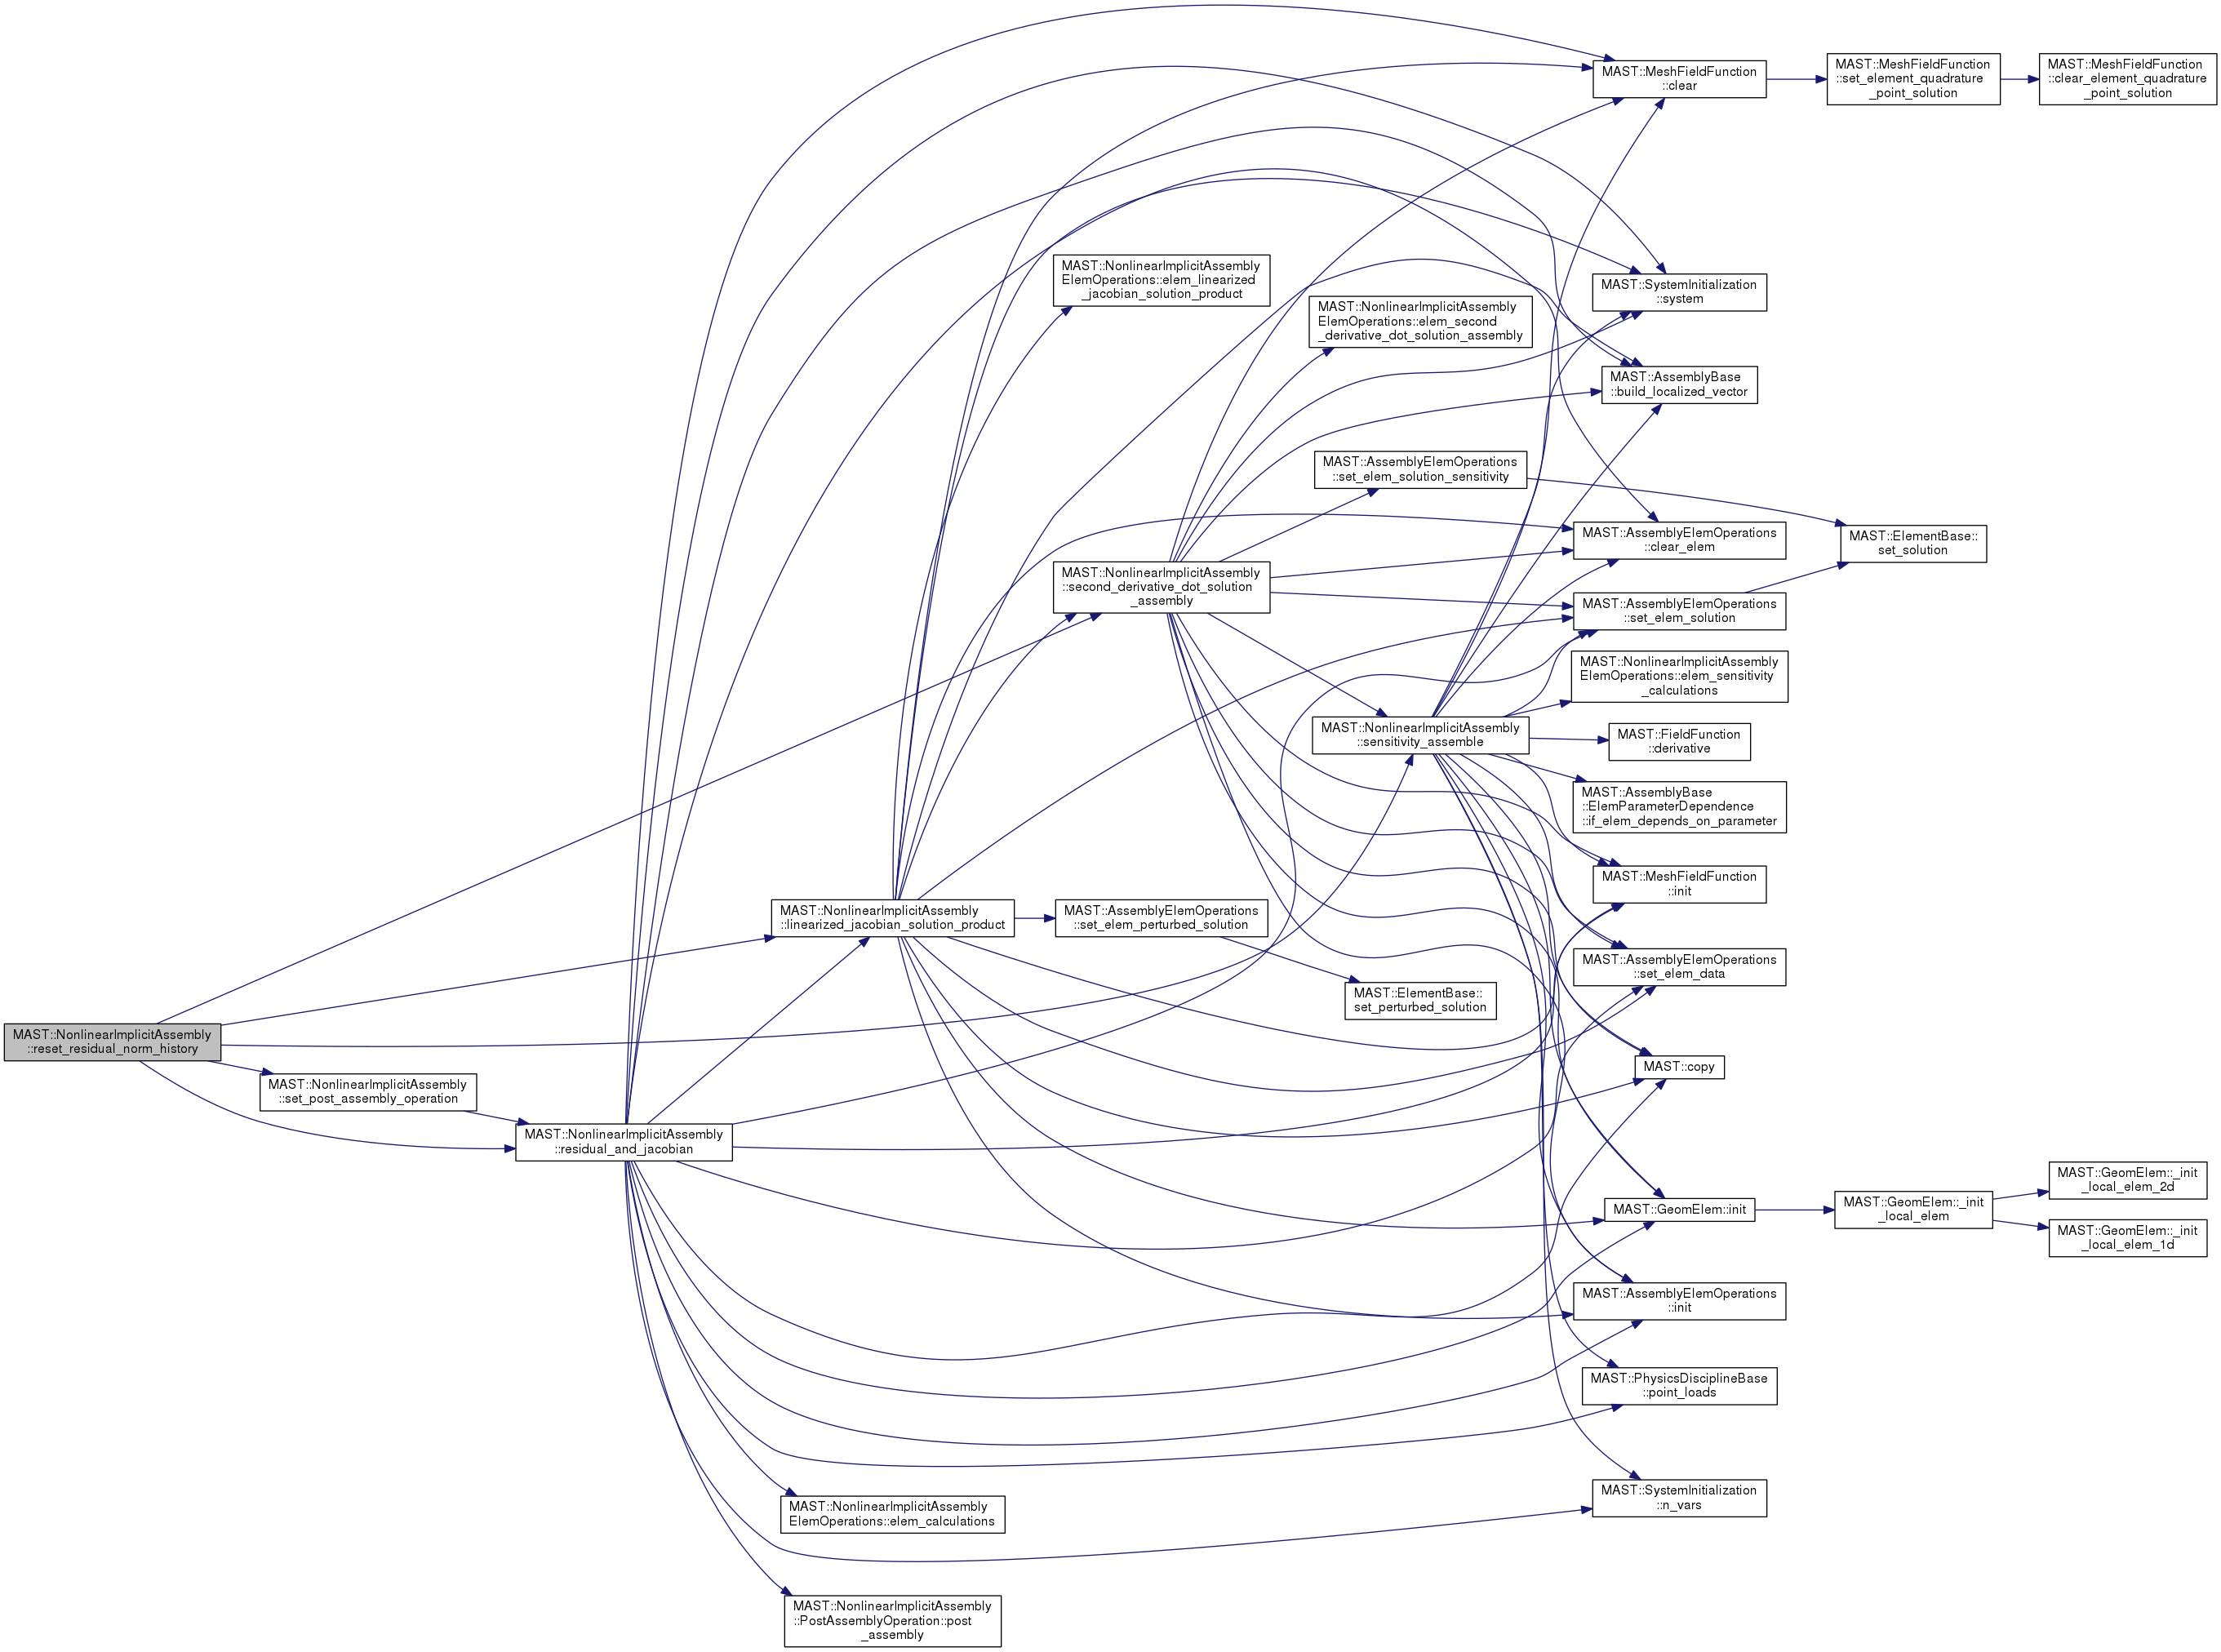 MAST::NonlinearImplicitAssembly
::reset_residual_norm_history
MAST::NonlinearImplicitAssembly
::set_post_assembly_operation
MAST::NonlinearImplicitAssembly
::residual_and_jacobian
MAST::NonlinearImplicitAssembly
::linearized_jacobian_solution_product
MAST::NonlinearImplicitAssembly
ElemOperations::elem_calculations
MAST::NonlinearImplicitAssembly
::PostAssemblyOperation::post
_assembly
MAST::NonlinearImplicitAssembly
ElemOperations::elem_linearized
_jacobian_solution_product
MAST::NonlinearImplicitAssembly
::second_derivative_dot_solution
_assembly
MAST::AssemblyElemOperations
::set_elem_perturbed_solution
MAST::NonlinearImplicitAssembly
ElemOperations::elem_second
_derivative_dot_solution_assembly
MAST::AssemblyElemOperations
::set_elem_solution_sensitivity
MAST::NonlinearImplicitAssembly
::sensitivity_assemble
MAST::ElementBase::
set_perturbed_solution
MAST::MeshFieldFunction
::clear
MAST::SystemInitialization
::system
MAST::AssemblyBase
::build_localized_vector
MAST::AssemblyElemOperations
::clear_elem
MAST::AssemblyElemOperations
::set_elem_solution
MAST::NonlinearImplicitAssembly
ElemOperations::elem_sensitivity
_calculations
MAST::FieldFunction
::derivative
MAST::AssemblyBase
::ElemParameterDependence
::if_elem_depends_on_parameter
MAST::MeshFieldFunction
::init
MAST::AssemblyElemOperations
::set_elem_data
MAST::copy
MAST::GeomElem::init
MAST::AssemblyElemOperations
::init
MAST::PhysicsDisciplineBase
::point_loads
MAST::SystemInitialization
::n_vars
MAST::MeshFieldFunction
::set_element_quadrature
_point_solution
MAST::MeshFieldFunction
::clear_element_quadrature
_point_solution
MAST::ElementBase::
set_solution
MAST::GeomElem::_init
_local_elem
MAST::GeomElem::_init
_local_elem_2d
MAST::GeomElem::_init
_local_elem_1d